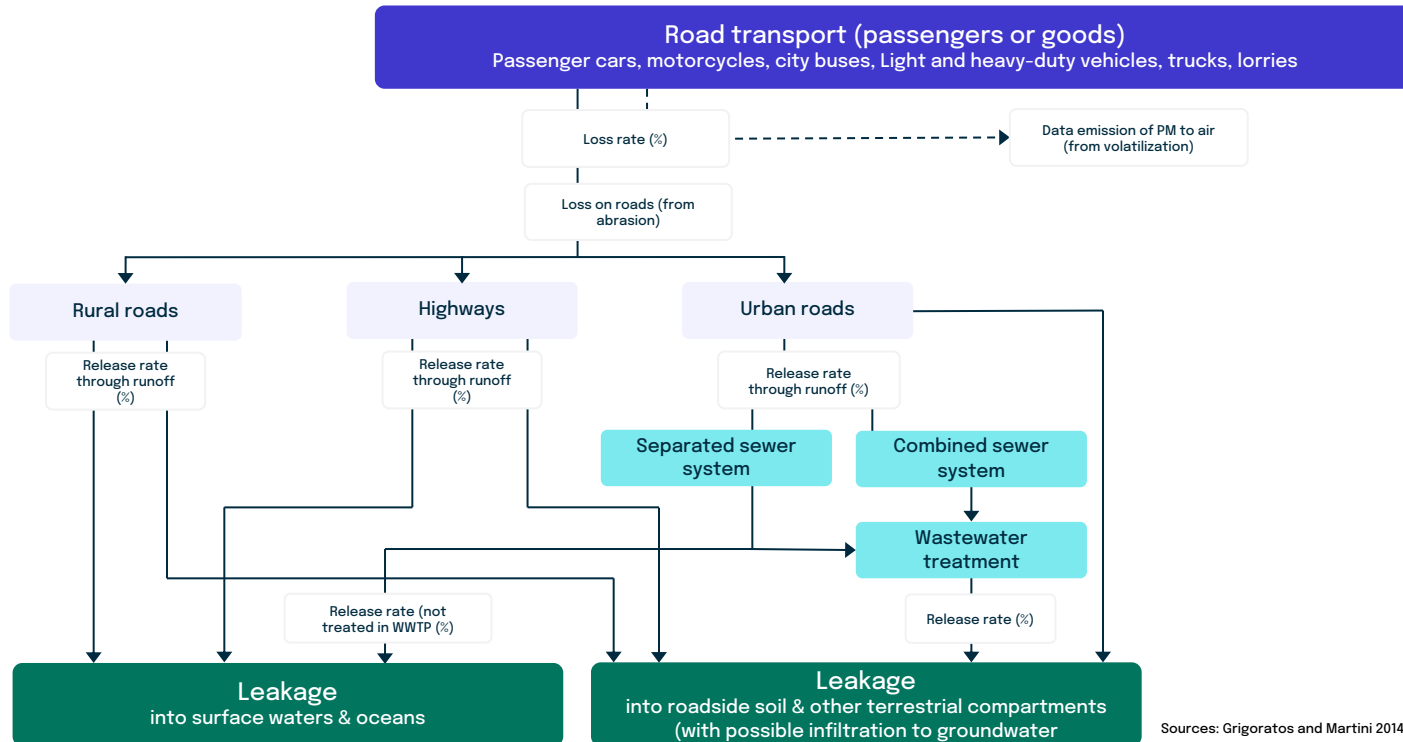 Road transport (passengers or goods)
Passenger cars, motorcycles, city buses, Light and heavy-duty vehicles, trucks, lorries
Loss rate (%)
Data emission of PM to air
(from volatilization)
Loss on roads (from
abrasion)
Rural roads
Highways
Urban roads
Release rate
through runoff
(%)
Release rate
through runoff
(%)
Release rate
through runoff (%)
Separated sewer
system
Combined sewer
system
Wastewater
treatment
Release rate (not
treated in WWTP (%)
Release rate (%)
Leakage
into surface waters & oceans
Leakage
into roadside soil & other terrestrial compartments
(with possible infiltration to groundwater
Sources: Grigoratos and Martini 2014